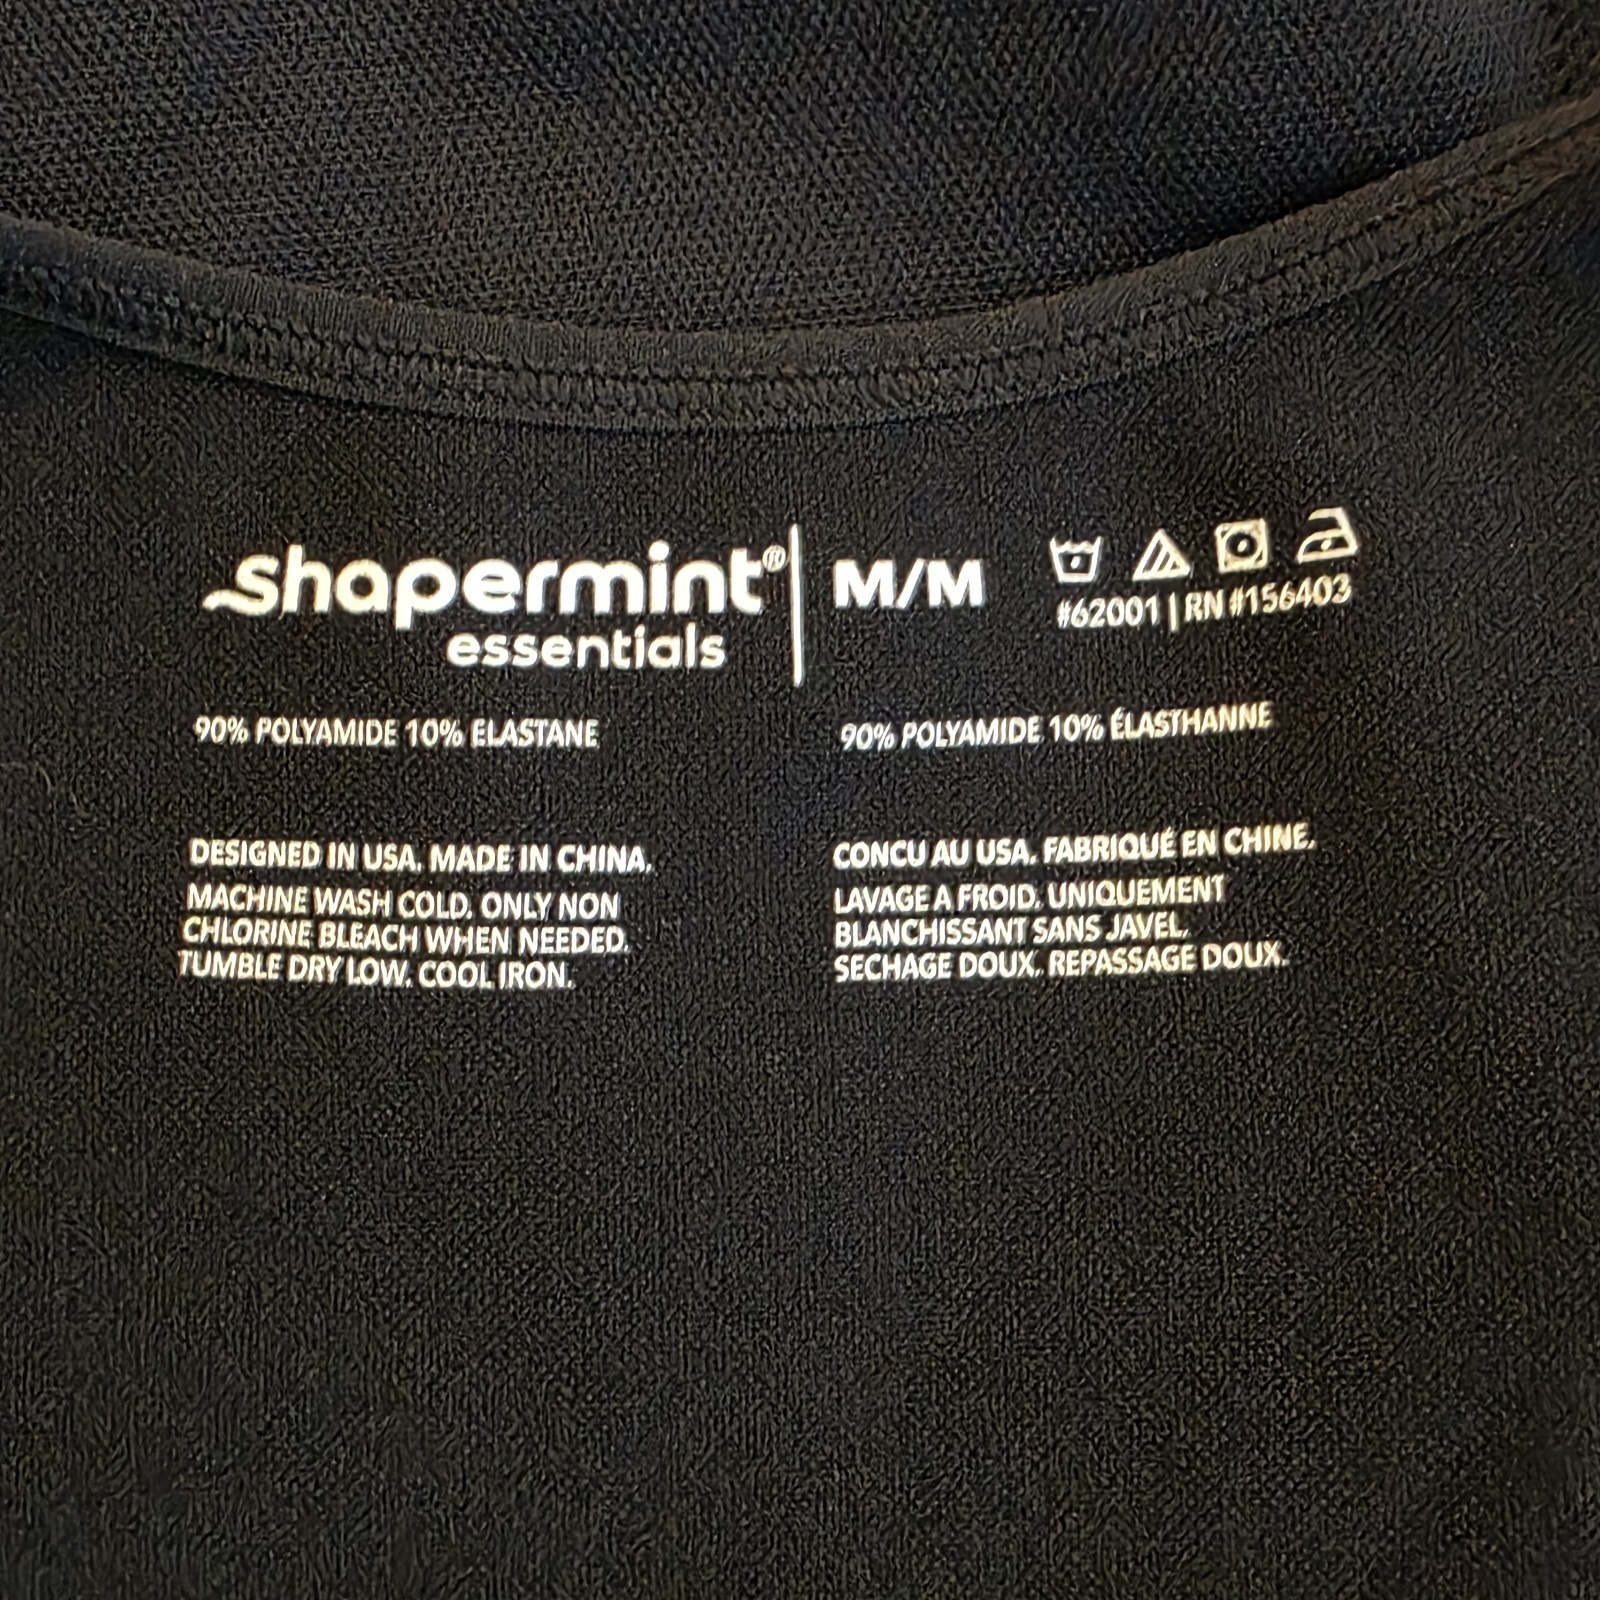 shapermint®
essentials
M/M
#62001 | RN #156403
90% POLYAMIDE 10% ELASTANE
90% POLYAMIDE 10% ÉLASTHANNE
DESIGNED IN USA. MADE IN CHINA.
MACHINE WASH COLD. ONLY NON
CHLORINE BLEACH WHEN NEEDED.
TUMBLE DRY LOW. COOL IRON.
CONCU AU USA. FABRIQUÉ EN CHINE.
LAVAGE A FROID. UNIQUEMENT
BLANCHISSANT SANS JAVEL.
SECHAGE DOUX. REPASSAGE DOUX.